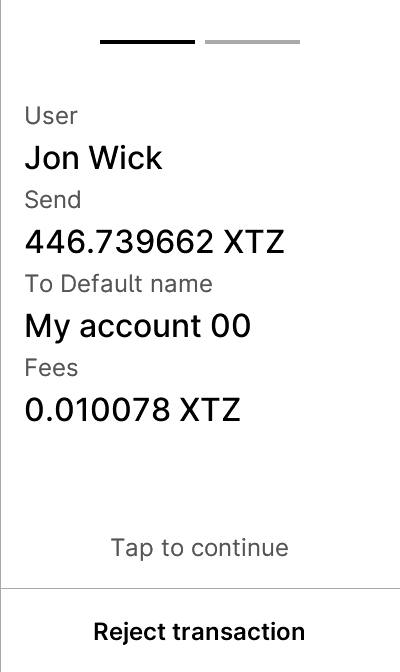 User
Jon Wick
Send
446.739662 XTZ
To Default name
My account 00
Fees
0.010078 XTZ
Tap to continue
Reject transaction